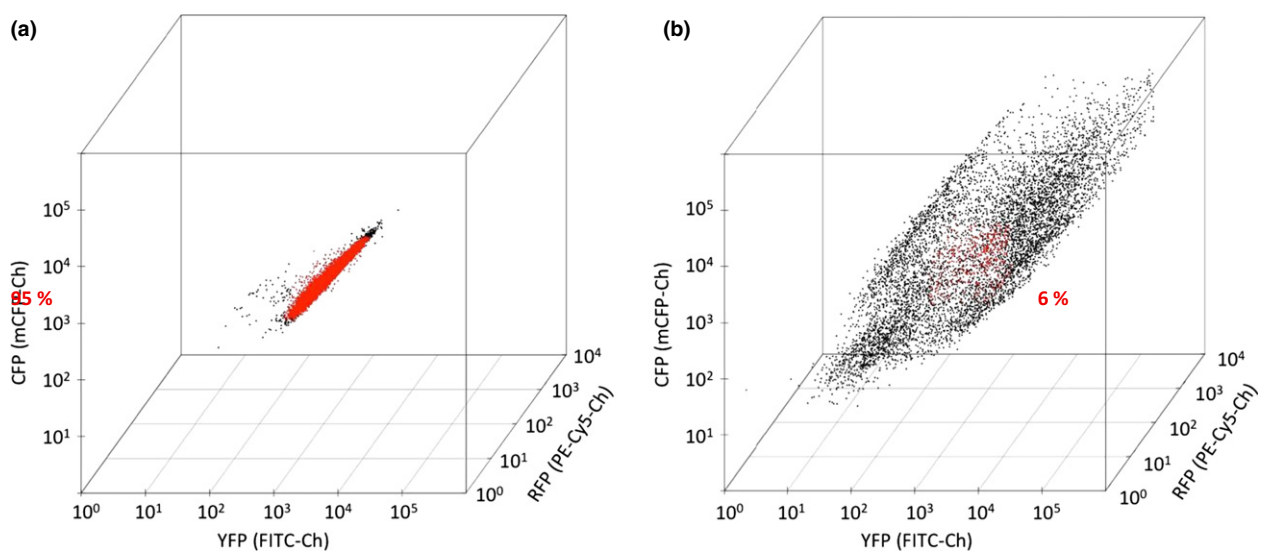 (a)
10⁵
10⁴
10³
10²
10¹
CFP (mCFP-Ch)
95 %
10⁰ 10¹ 10² 10³ 10⁴ 10⁵
YFP (FITC-Ch)
10⁰
10¹
10²
10³
10⁴
RFP (PE-Cy5-Ch)
(b)
10⁵
10⁴
10³
10²
10¹
CFP (mCFP-Ch)
6 %
10⁰ 10¹ 10² 10³ 10⁴ 10⁵
YFP (FITC-Ch)
10⁰
10¹
10²
10³
10⁴
RFP (PE-Cy5-Ch)